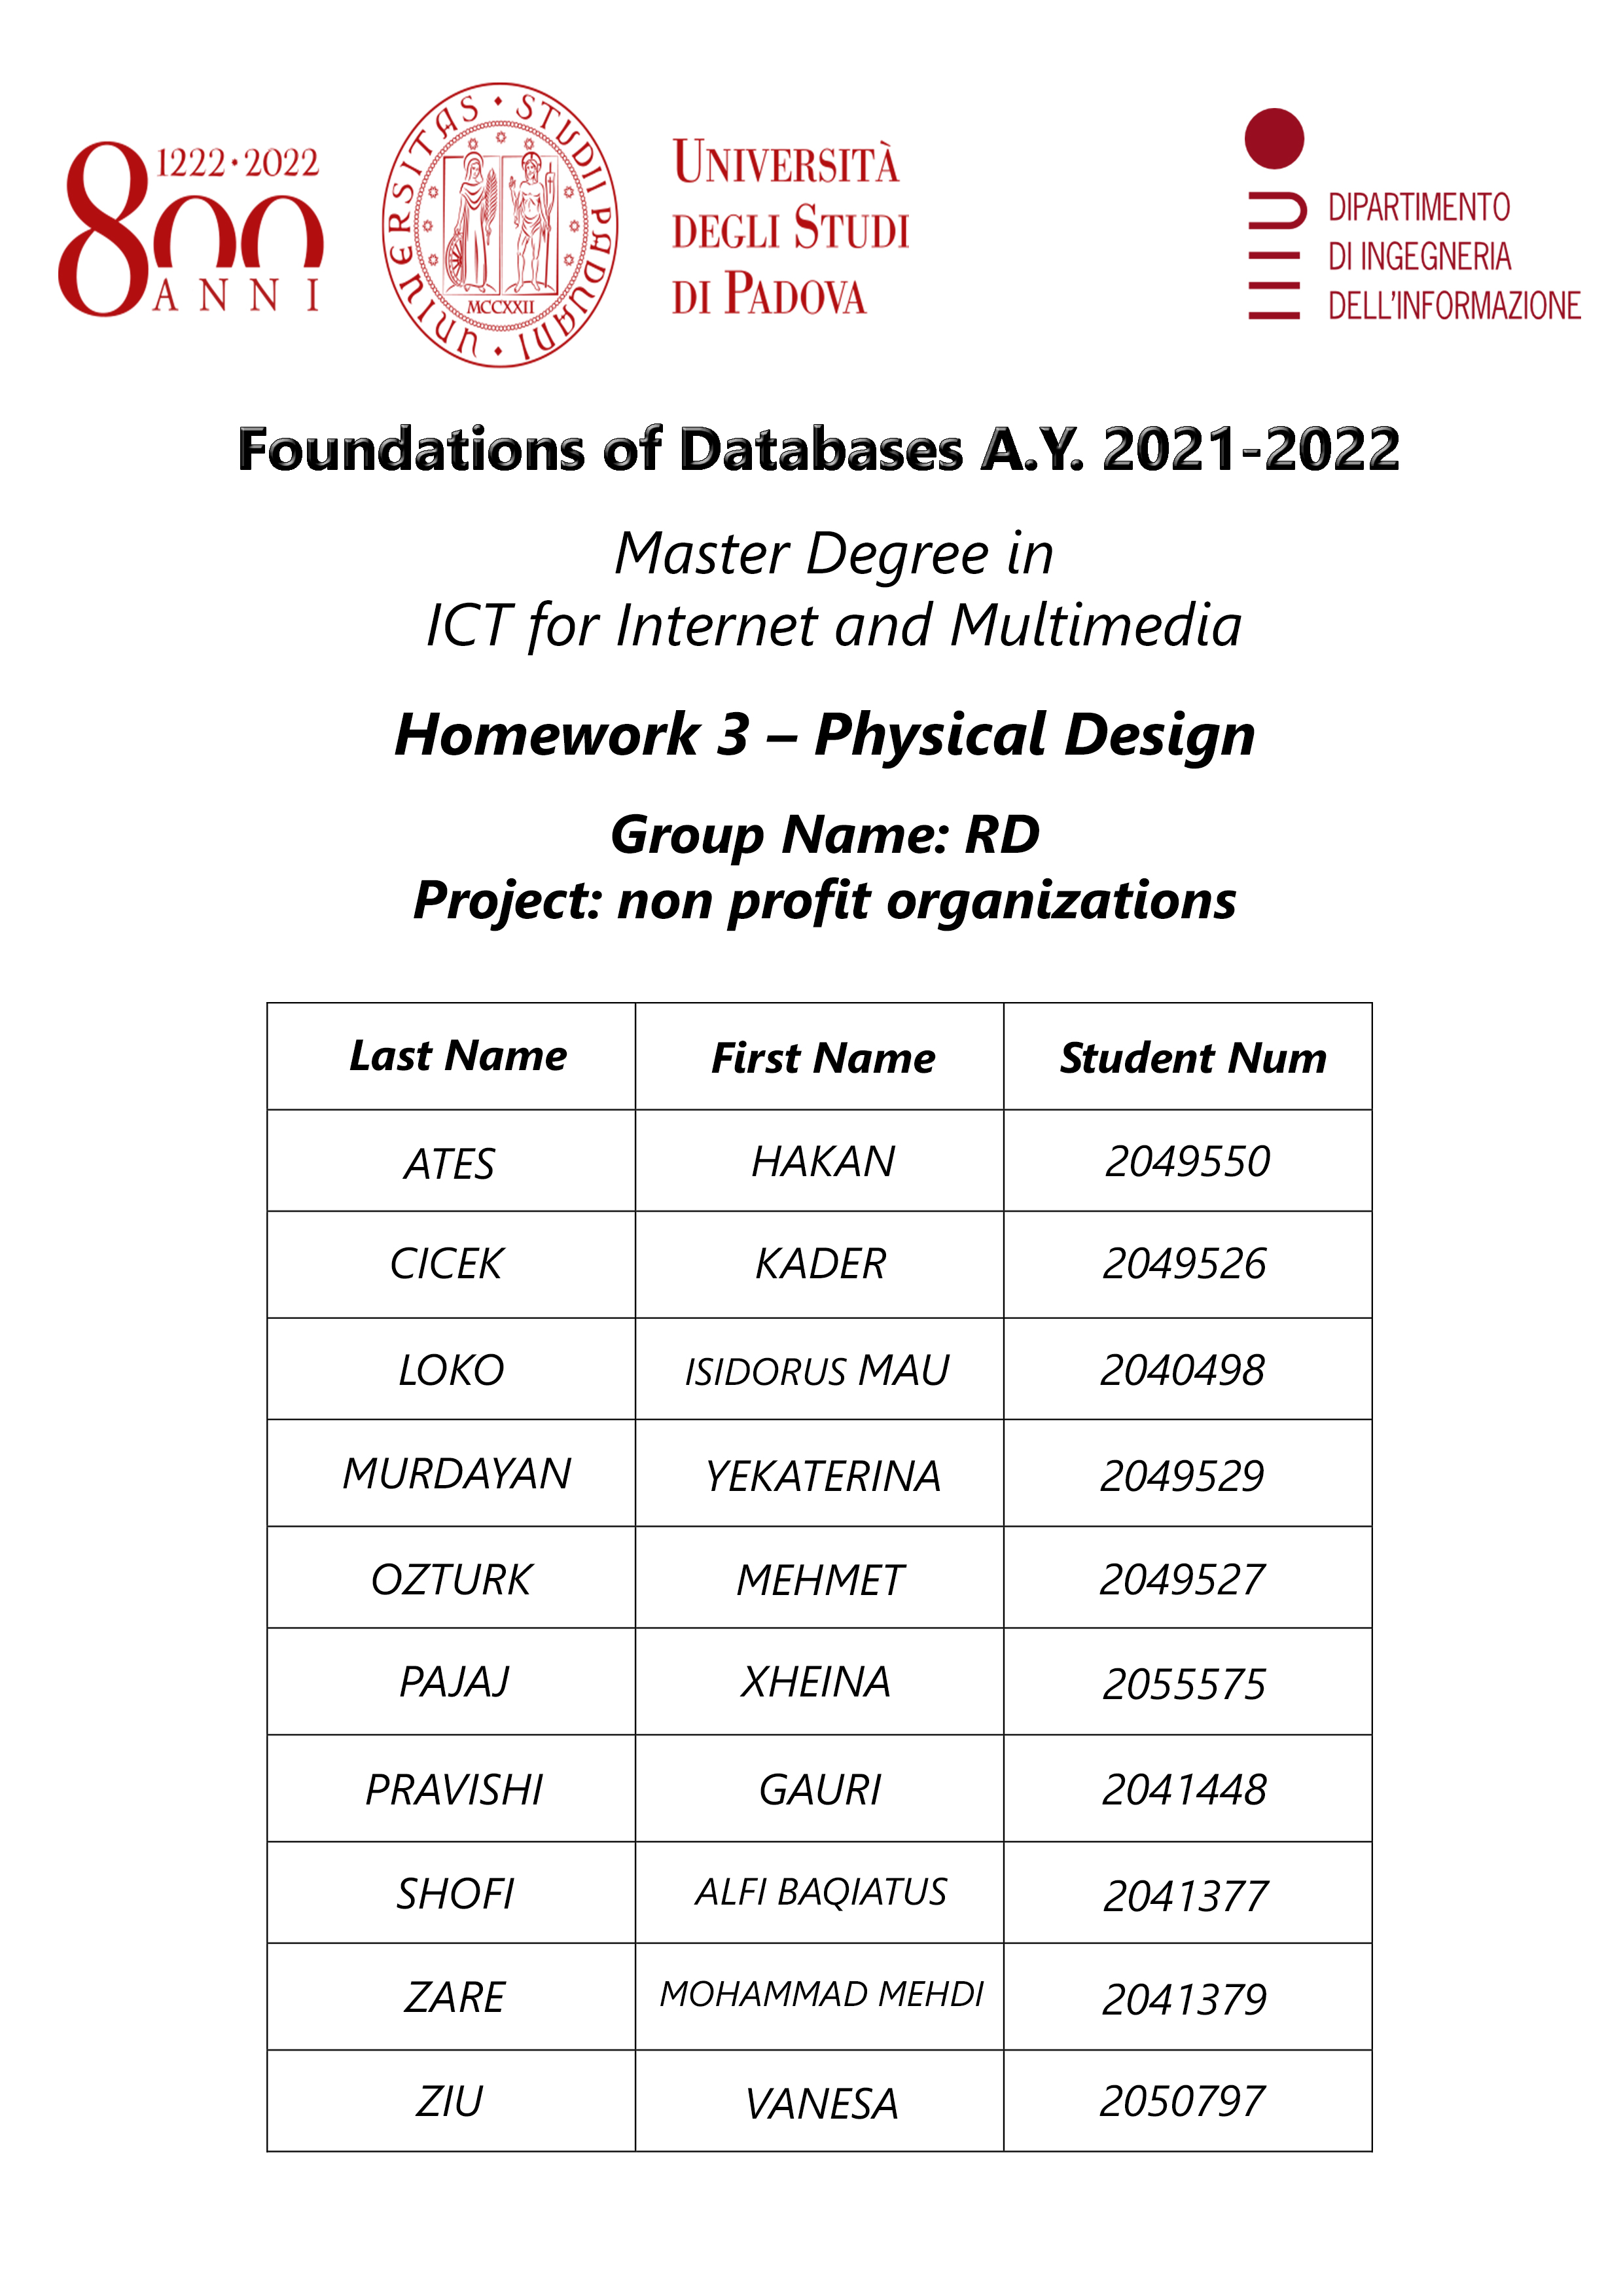 1222·2022
800
ANNI
UNIVERSITAS STUDII PADUANI
MCCXXII
UNIVERSITÀ
DEGLI STUDI
DI PADOVA
DIPARTIMENTO
DI INGEGNERIA
DELL'INFORMAZIONE
Foundations of Databases A.Y. 2021-2022
Master Degree in
ICT for Internet and Multimedia
Homework 3 – Physical Design
Group Name: RD
Project: non profit organizations
Last Name First Name Student Num
ATES HAKAN 2049550
CICEK KADER 2049526
LOKO ISIDORUS MAU 2040498
MURDAYAN YEKATERINA 2049529
OZTURK MEHMET 2049527
PAJAJ XHEINA 2055575
PRAVISHI GAURI 2041448
SHOFI ALFI BAQIATUS 2041377
ZARE MOHAMMAD MEHDI 2041379
ZIU VANESA 2050797